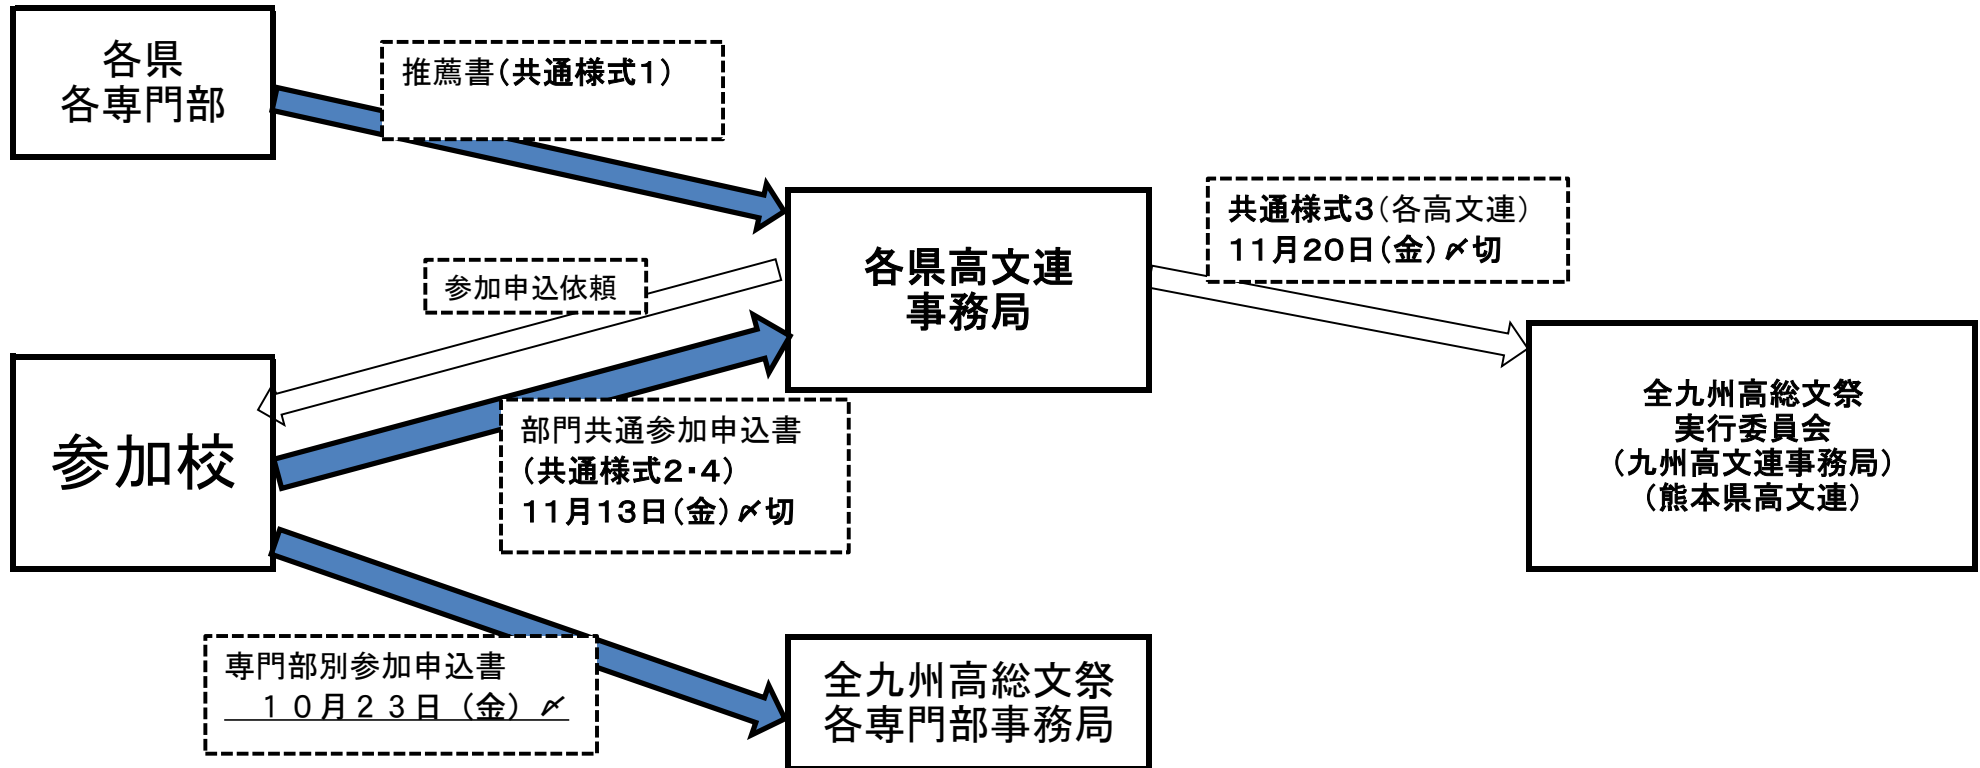 各県
各専門部
推薦書(共通様式1)
共通様式3(各高文連)
11月20日(金)〆切
各県高文連
事務局
参加申込依頼
全九州高総文祭
実行委員会
(九州高文連事務局)
(熊本県高文連)
参加校
部門共通参加申込書
(共通様式2・4)
11月13日(金)〆切
専門部別参加申込書
10月23日(金)〆
全九州高総文祭
各専門部事務局